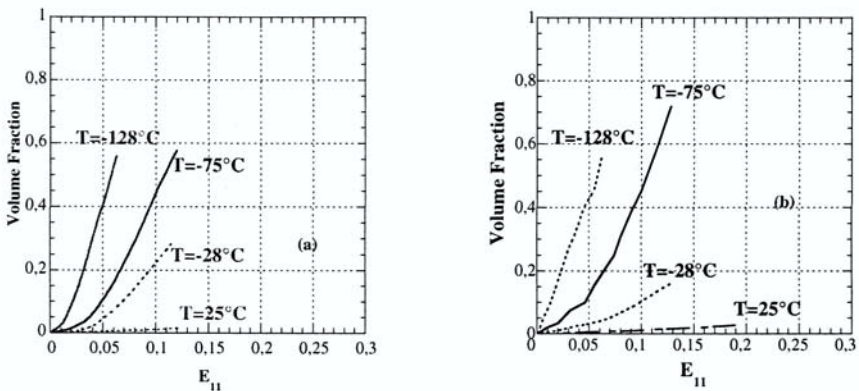 1
0,8
0,6
0,4
0,2
0
Volume Fraction
T=-128°C
T=-75°C
T=-28°C
T=25°C
(a)
0
0,05
0,1
0,15
0,2
0,25
0,3
E11
1
0,8
0,6
0,4
0,2
0
Volume Fraction
T=-75°C
T=-128°C
T=-28°C
T=25°C
(b)
0
0,05
0,1
0,15
0,2
0,25
0,3
E11